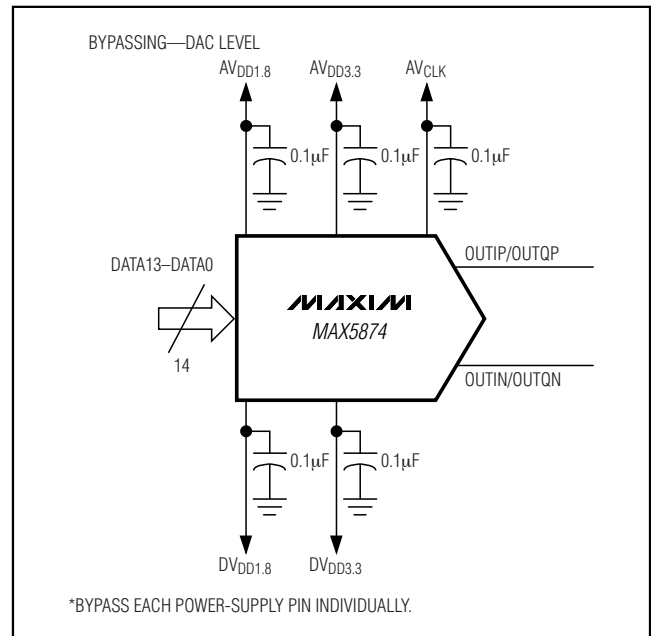 BYPASSING—DAC LEVEL
AVDD1.8 AVDD3.3 AVCLK
0.1µF 0.1µF 0.1µF
OUTIP/OUTQP
DATA13–DATA0
MAXIM
MAX5874
14
OUTIN/OUTQN
0.1µF 0.1µF
DVDD1.8 DVDD3.3
*BYPASS EACH POWER-SUPPLY PIN INDIVIDUALLY.